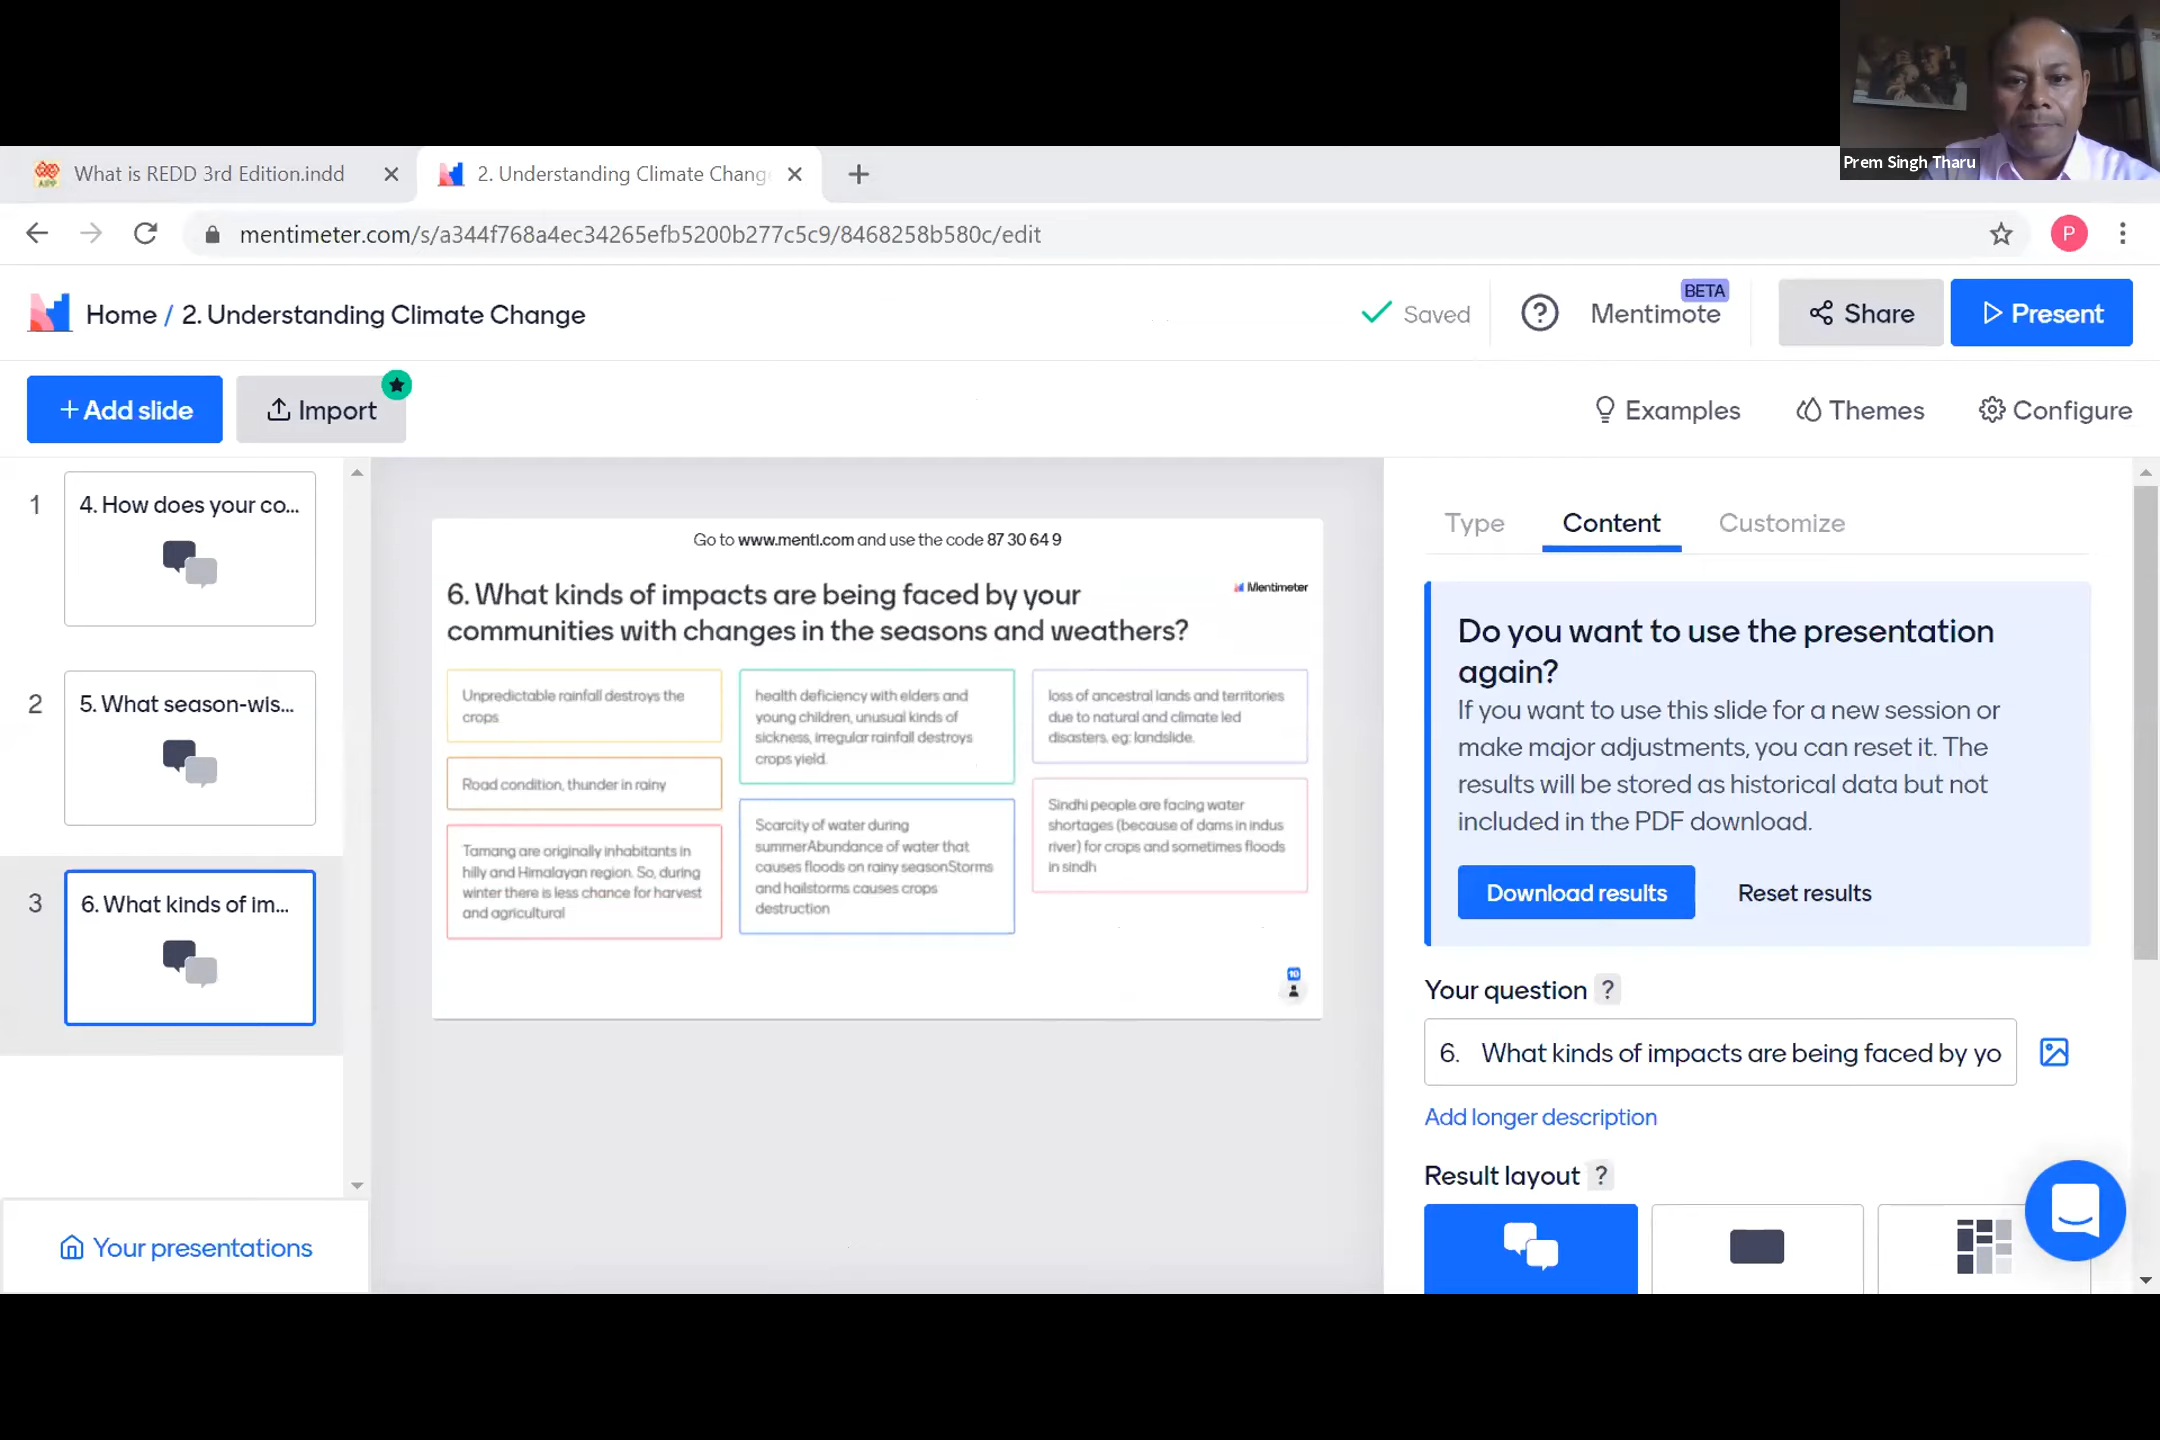 Prem Singh Tharu
What is REDD 3rd Edition.indd
2. Understanding Climate Chang
mentimeter.com/s/a344f768a4ec34265efb5200b277c5c9/8468258b580c/edit
P
Home / 2. Understanding Climate Change
Saved
?
Mentimote
BETA
Share
Present
+ Add slide
Import
Examples
Themes
Configure
1
4. How does your co...
2
5. What season-wis...
3
6. What kinds of im...
Your presentations
Go to www.menti.com and use the code 87 30 64 9
6. What kinds of impacts are being faced by your
communities with changes in the seasons and weathers?
Mentimeter
Unpredictable rainfall destroys the
crops
Road condition, thunder in rainy
Tamang are originally inhabitants in
hilly and Himalayan region. So, during
winter there is less chance for harvest
and agricultural
health deficiency with elders and
young children, unusual kinds of
sickness, irregular rainfall destroys
crops yield.
Scarcity of water during
summerAbundance of water that
causes floods on rainy seasonStorms
and hailstorms causes crops
destruction
loss of ancestral lands and territories
due to natural and climate led
disasters. eg: landslide.
Sindhi people are facing water
shortages (because of dams in indus
river) for crops and sometimes floods
in sindh
10
Type
Content
Customize
Do you want to use the presentation
again?
If you want to use this slide for a new session or
make major adjustments, you can reset it. The
results will be stored as historical data but not
included in the PDF download.
Download results
Reset results
Your question ?
6. What kinds of impacts are being faced by yo
Add longer description
Result layout ?